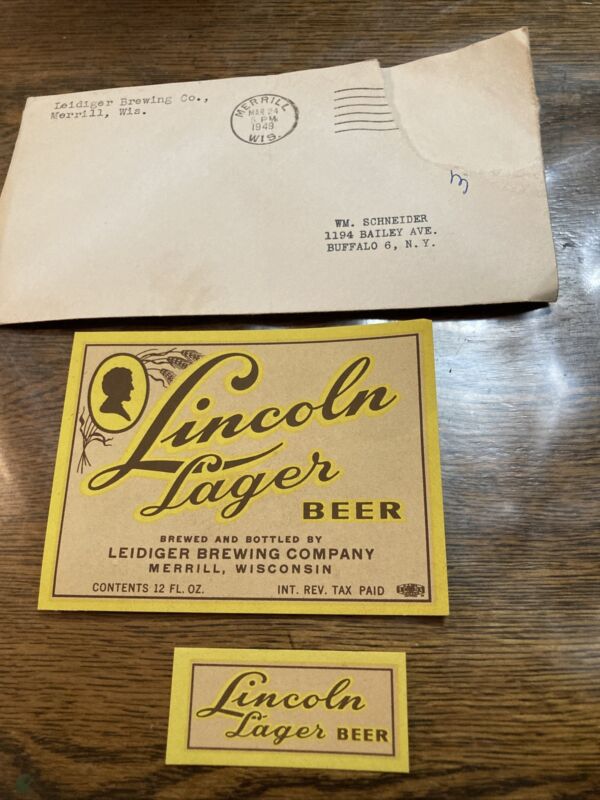 Leidiger Brewing Co.,
Merrill, Wis.
MERRILL
MAR 24
PM
1949
WIS.
WM. SCHNEIDER
1194 BAILEY AVE.
BUFFALO 6, N. Y.
Lincoln
Lager
BEER
BREWED AND BOTTLED BY
LEIDIGER BREWING COMPANY
MERRILL, WISCONSIN
CONTENTS 12 FL. OZ. INT. REV. TAX PAID
Lincoln
Lager BEER